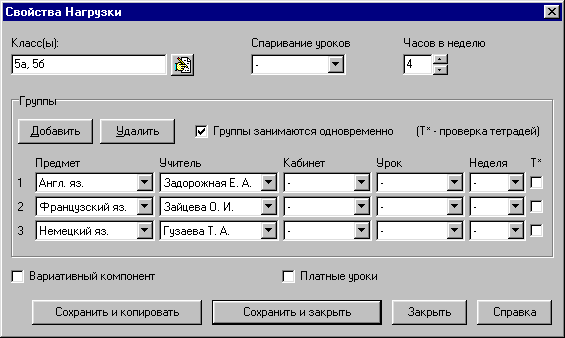 Свойства Нагрузки
Класс(ы): Спаривание уроков Часов в неделю
5а, 5б - 4
Группы
Добавить Удалить Группы занимаются одновременно (Т* - проверка тетрадей)
Предмет Учитель Кабинет Урок Неделя Т*
1 Англ. яз. Задорожная Е. А. - - -
2 Французский яз. Зайцева О. И. - - -
3 Немецкий яз. Гузаева Т. А. - - -
Вариативный компонент Платные уроки
Сохранить и копировать Сохранить и закрыть Закрыть Справка